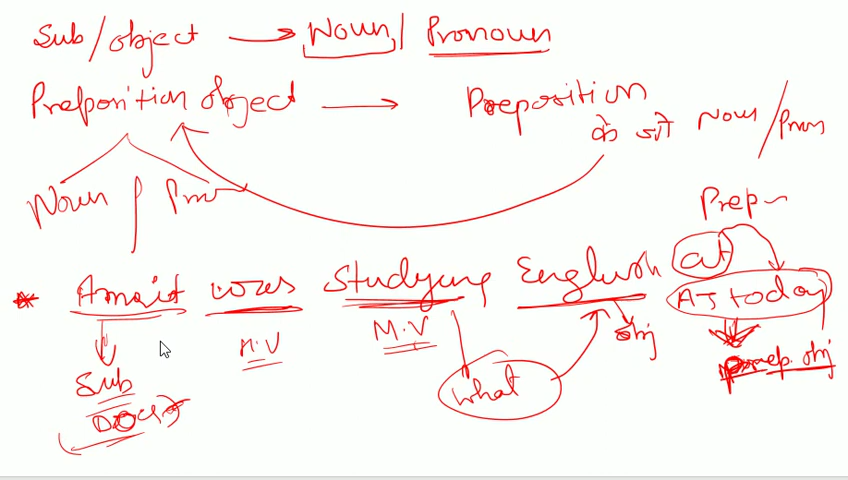 Sub/object → Noun/Pronoun
Preposition object → Preposition
के बाद Noun/Pron
Noun | Pron
Prep
* Amrit was Studying English at AJ today
H.V M.V obj
Sub What prep. obj